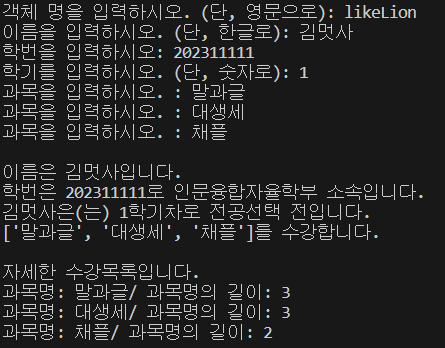 객체 명을 입력하시오. (단, 영문으로): likeLion
이름을 입력하시오. (단, 한글로): 김멋사
학번을 입력하시오: 202311111
학기를 입력하시오. (단, 숫자로): 1
과목을 입력하시오. : 말과글
과목을 입력하시오. : 대생세
과목을 입력하시오. : 채플
이름은 김멋사입니다.
학번은 202311111로 인문융합자율학부 소속입니다.
김멋사은(는) 1학기차로 전공선택 전입니다.
['말과글', '대생세', '채플']를 수강합니다.
자세한 수강목록입니다.
과목명: 말과글/ 과목명의 길이: 3
과목명: 대생세/ 과목명의 길이: 3
과목명: 채플/ 과목명의 길이: 2